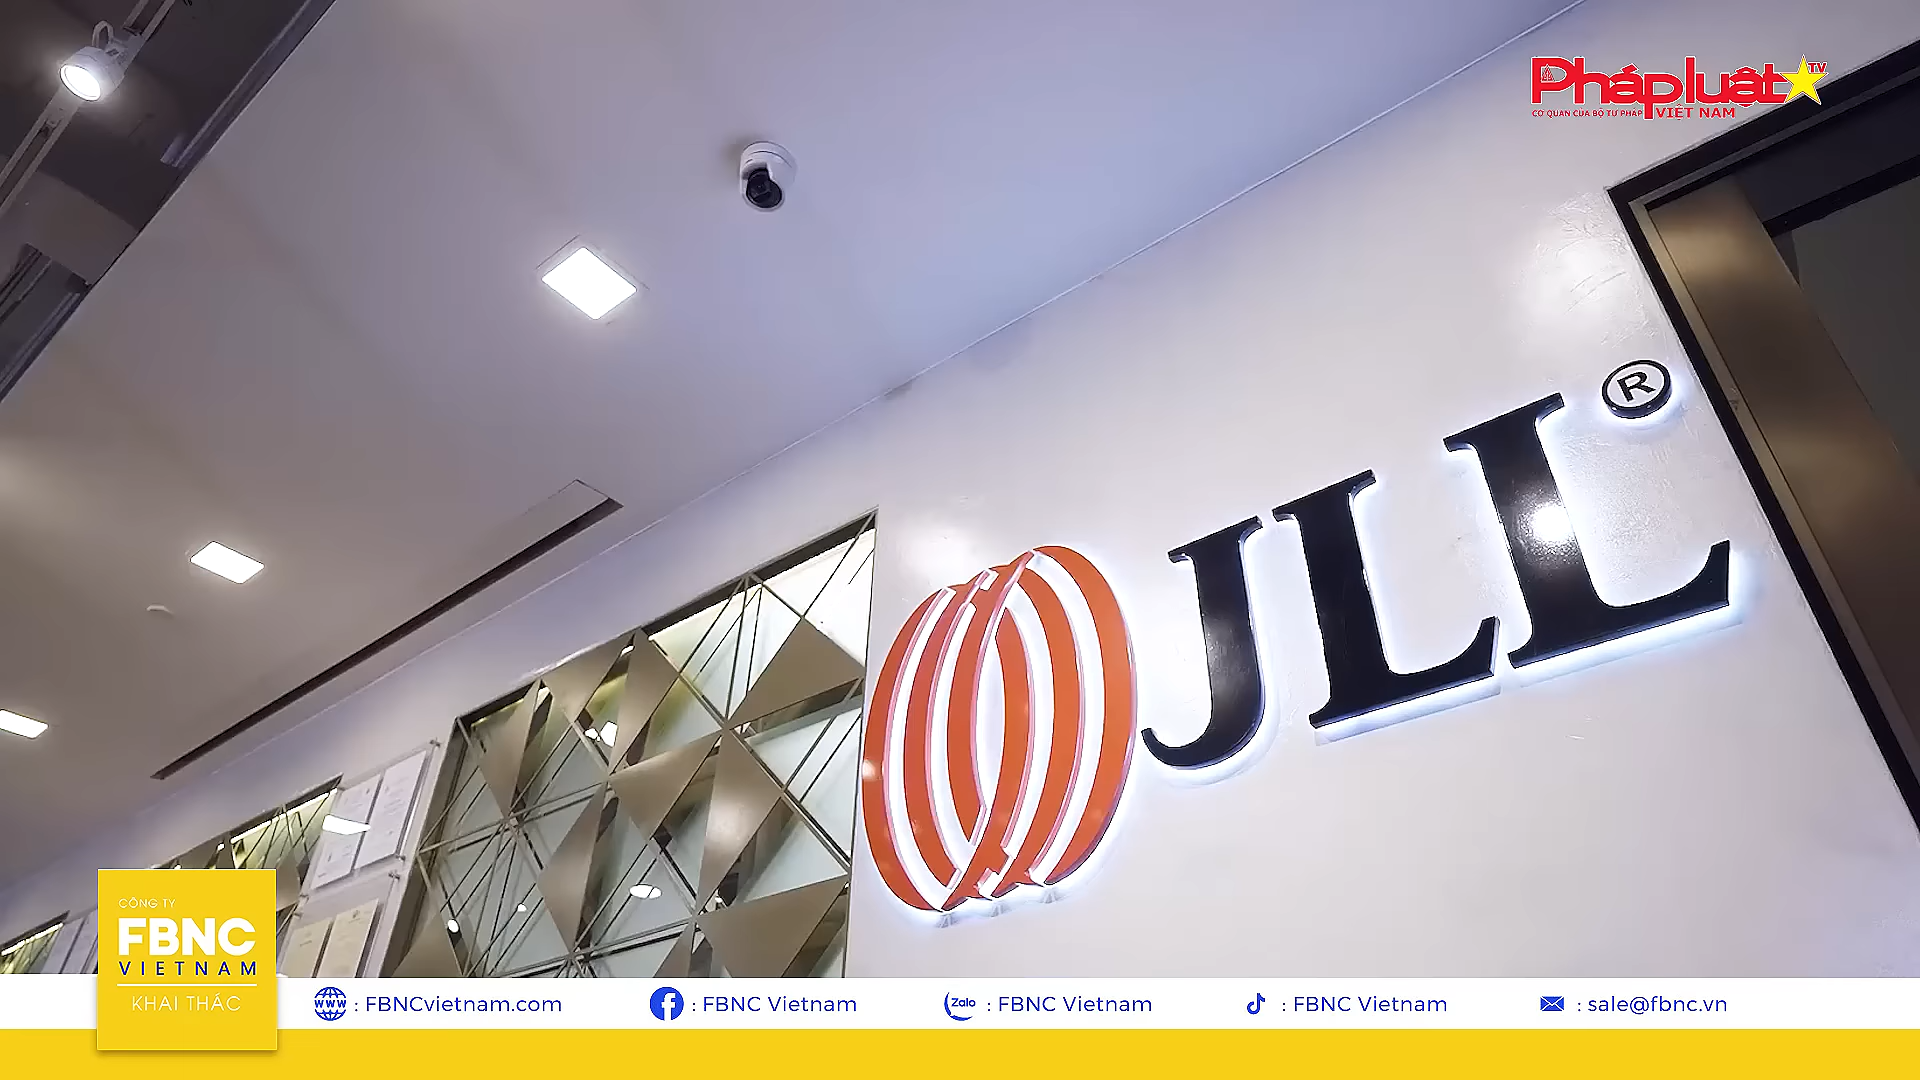 Phápluật TV
CƠ QUAN CỦA BỘ TƯ PHÁP VIỆT NAM
JLL ®
CÔNG TY
FBNC
VIETNAM
KHAI THÁC
www : FBNCvietnam.com
: FBNC Vietnam
Zalo : FBNC Vietnam
: FBNC Vietnam
: sale@fbnc.vn